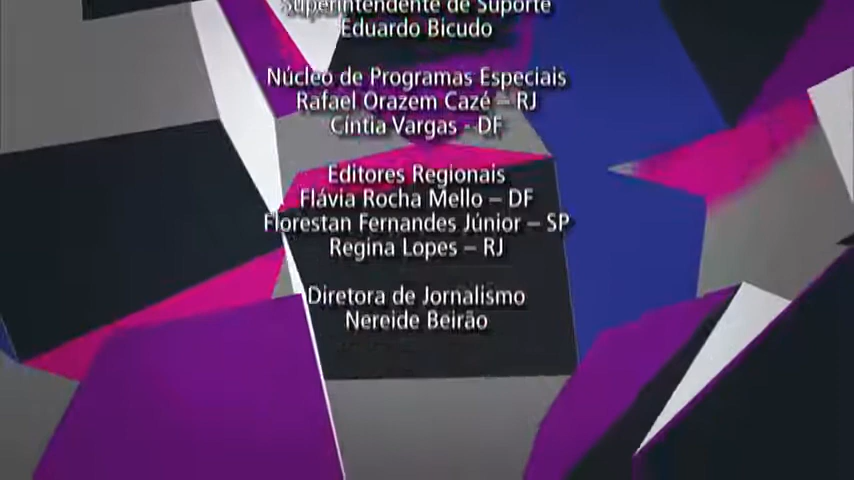 Superintendente de Suporte
Eduardo Bicudo
Núcleo de Programas Especiais
Rafael Orazem Cazé – RJ
Cíntia Vargas - DF
Editores Regionais
Flávia Rocha Mello – DF
Florestan Fernandes Júnior – SP
Regina Lopes – RJ
Diretora de Jornalismo
Nereide Beirão